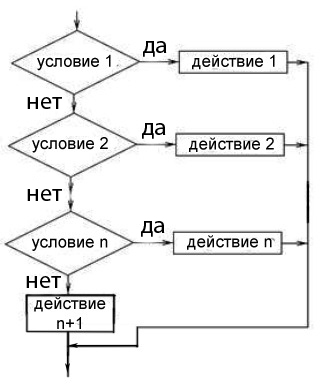 да
условие 1
действие 1
нет
да
условие 2
действие 2
нет
да
условие n
действие n
нет
действие
n+1